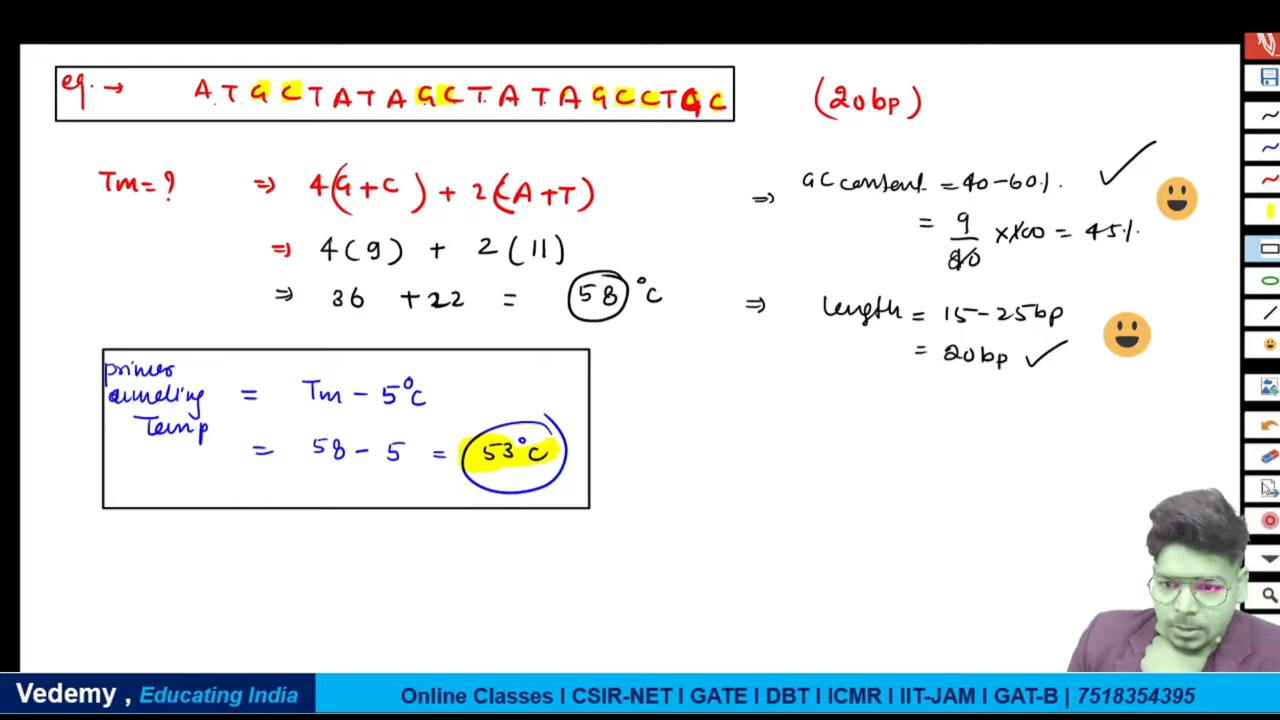 eg. → A T G C T A T A G C T A T A G C C T G C (20bp)
Tm = ? ⇒ 4(G + C) + 2(A + T)
⇒ 4(9) + 2(11)
⇒ 36 + 22 = 58 °C
⇒ GC content = 40 - 60%.
= 9/20 x 100 = 45%.
⇒ length = 15 - 25bp
= 20bp ✓
primer
anneling
Temp = Tm - 5°C
= 58 - 5 = 53°C
Vedemy , Educating India
Online Classes I CSIR-NET I GATE I DBT I ICMR I IIT-JAM I GAT-B | 7518354395